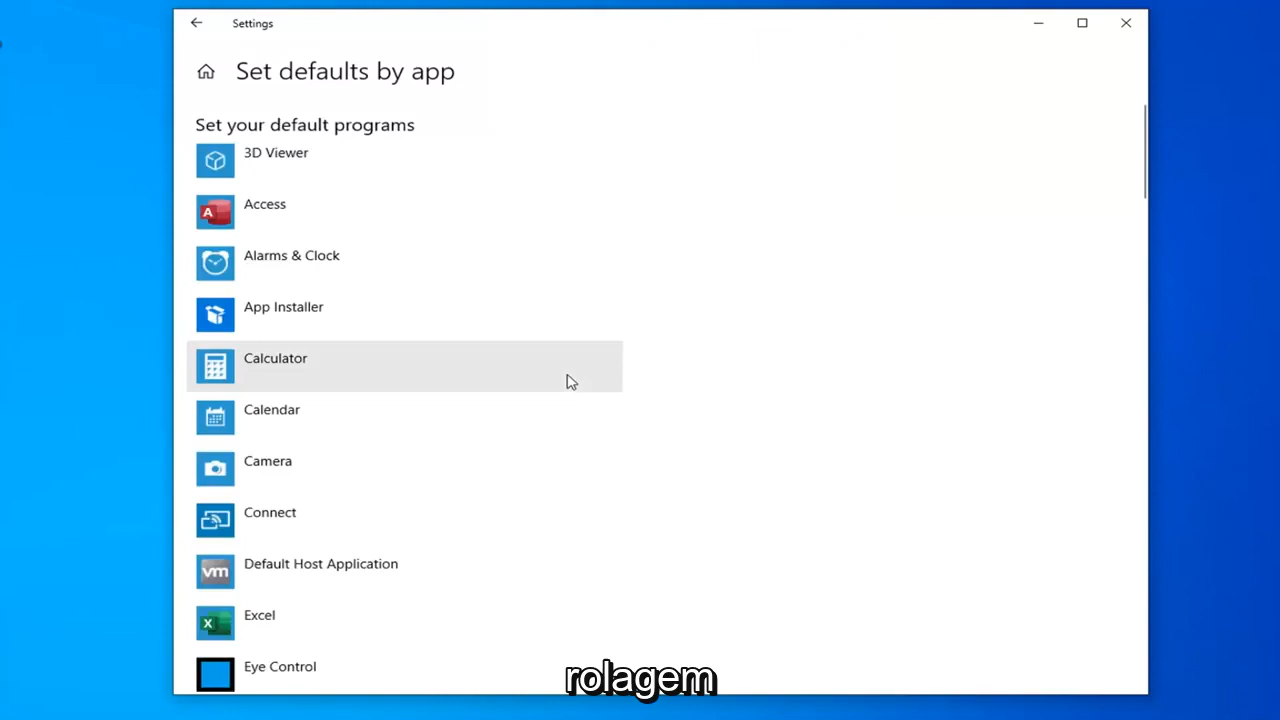 Settings
Set defaults by app
Set your default programs
3D Viewer
Access
Alarms & Clock
App Installer
Calculator
Calendar
Camera
Connect
vm
Default Host Application
Excel
Eye Control
rolagem